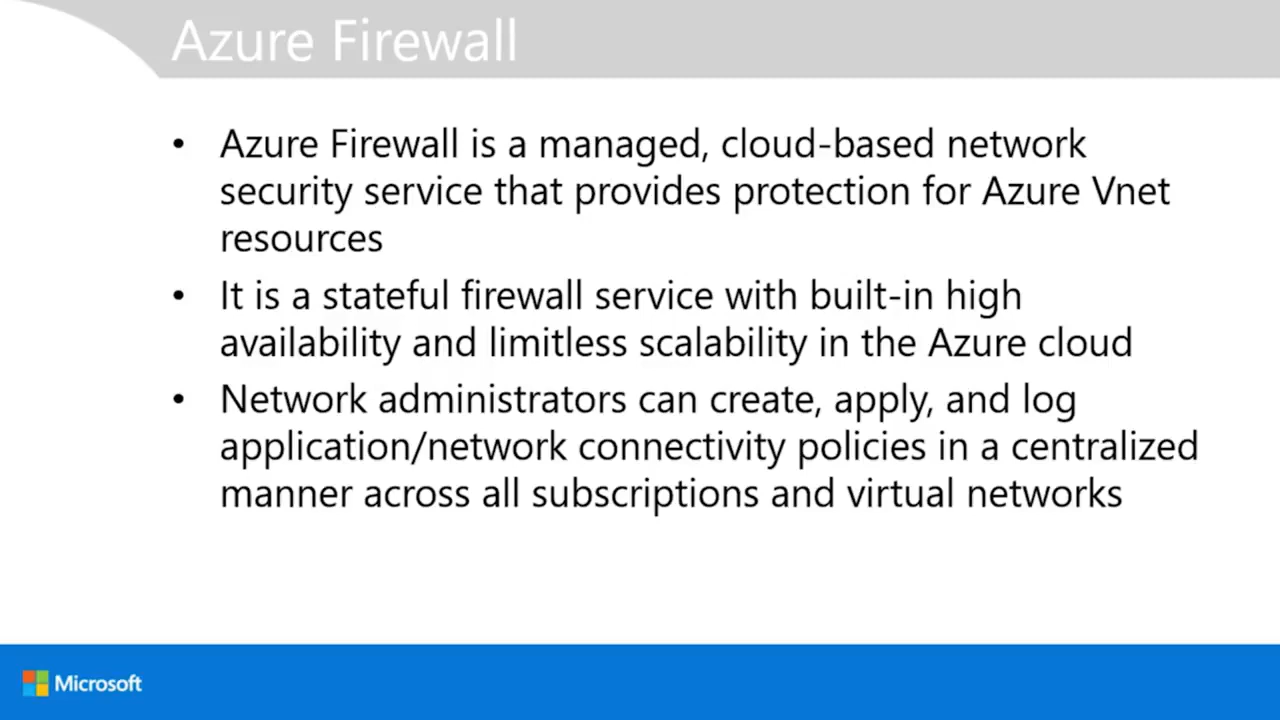 Azure Firewall
• Azure Firewall is a managed, cloud-based network
security service that provides protection for Azure Vnet
resources
• It is a stateful firewall service with built-in high
availability and limitless scalability in the Azure cloud
• Network administrators can create, apply, and log
application/network connectivity policies in a centralized
manner across all subscriptions and virtual networks
Microsoft